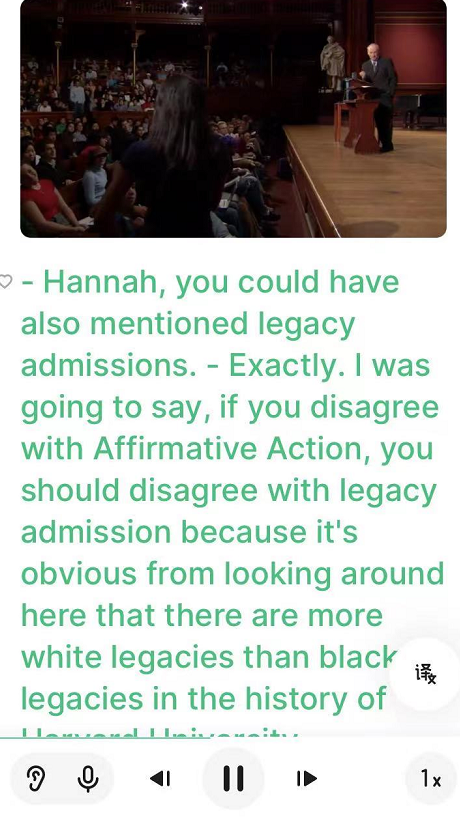 - Hannah, you could have
also mentioned legacy
admissions. - Exactly. I was
going to say, if you disagree
with Affirmative Action, you
should disagree with legacy
admission because it's
obvious from looking around
here that there are more
white legacies than black
legacies in the history of
Harvard University
译
1x